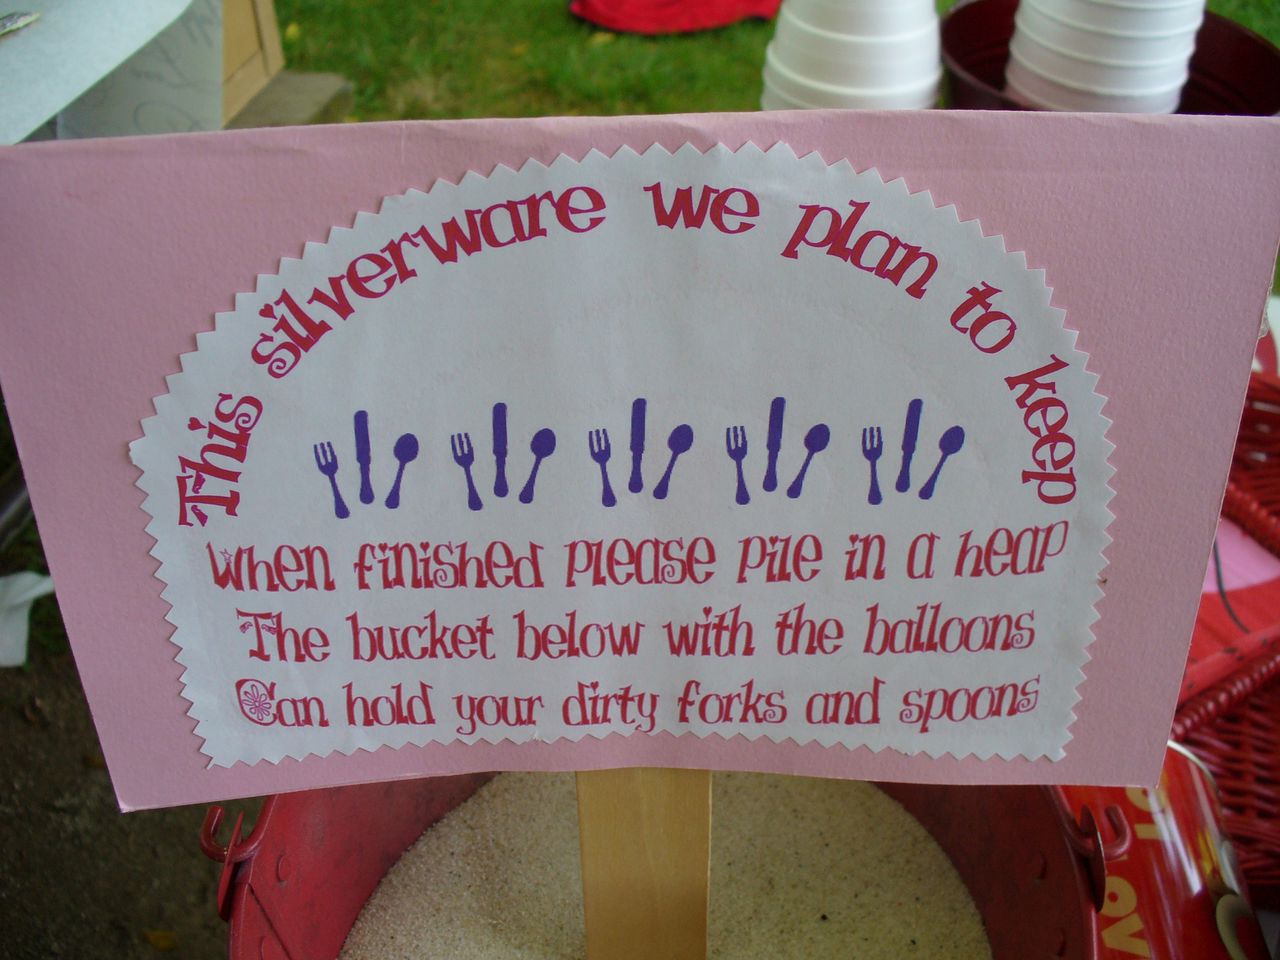 This silverware we plan to keep
When finished please pile in a heap
The bucket below with the balloons
Can hold your dirty forks and spoons